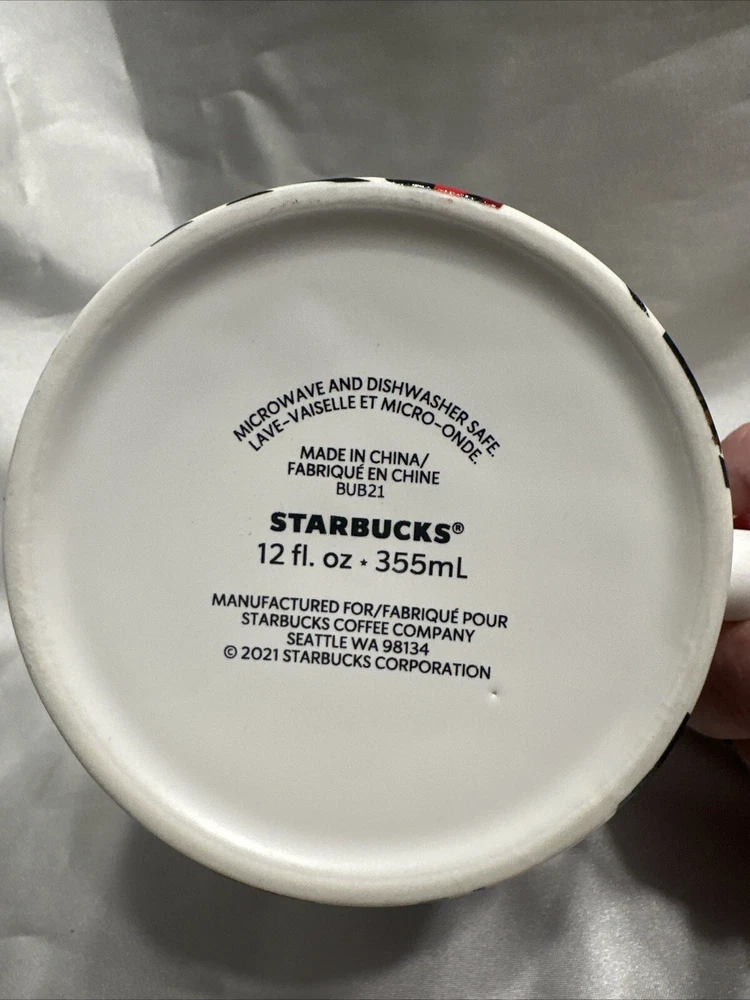 MICROWAVE AND DISHWASHER SAFE.
LAVE-VAISELLE ET MICRO-ONDE.
MADE IN CHINA/
FABRIQUÉ EN CHINE
BUB21
STARBUCKS®
12 fl. oz ⋆ 355mL
MANUFACTURED FOR/FABRIQUÉ POUR
STARBUCKS COFFEE COMPANY
SEATTLE WA 98134
© 2021 STARBUCKS CORPORATION